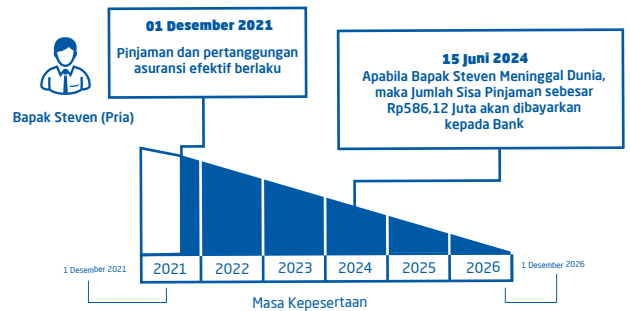 01 Desember 2021
Pinjaman dan pertanggungan
asuransi efektif berlaku
Bapak Steven (Pria)
15 Juni 2024
Apabila Bapak Steven Meninggal Dunia,
maka Jumlah Sisa Pinjaman sebesar
Rp586,12 Juta akan dibayarkan
kepada Bank
1 Desember 2021
2021 2022 2023 2024 2025 2026
1 Desember 2026
Masa Kepesertaan